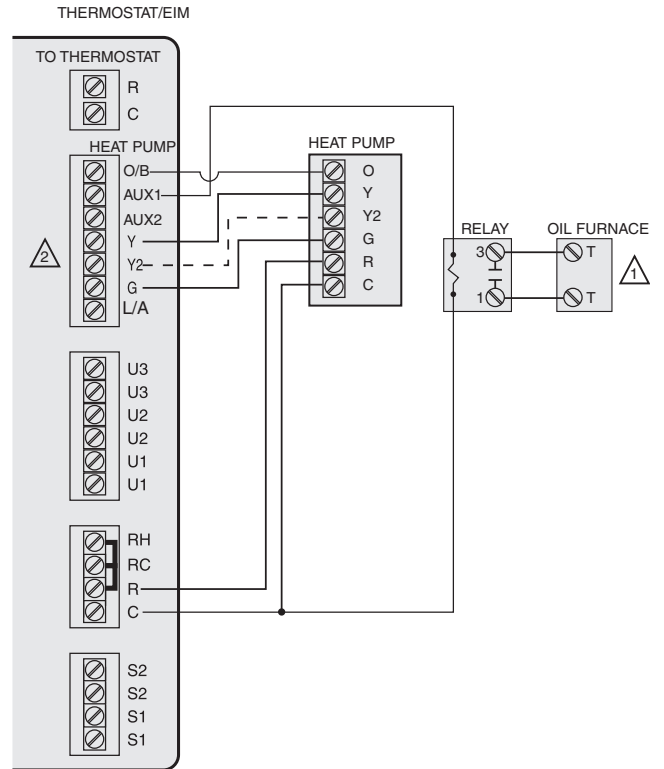 THERMOSTAT/EIM
TO THERMOSTAT
R
C
HEAT PUMP
O/B
AUX1
AUX2
Y
Y2
G
L/A
2
U3
U3
U2
U2
U1
U1
RH
RC
R
C
S2
S2
S1
S1
HEAT PUMP
O
Y
Y2
G
R
C
RELAY
3
1
OIL FURNACE
T
T
1